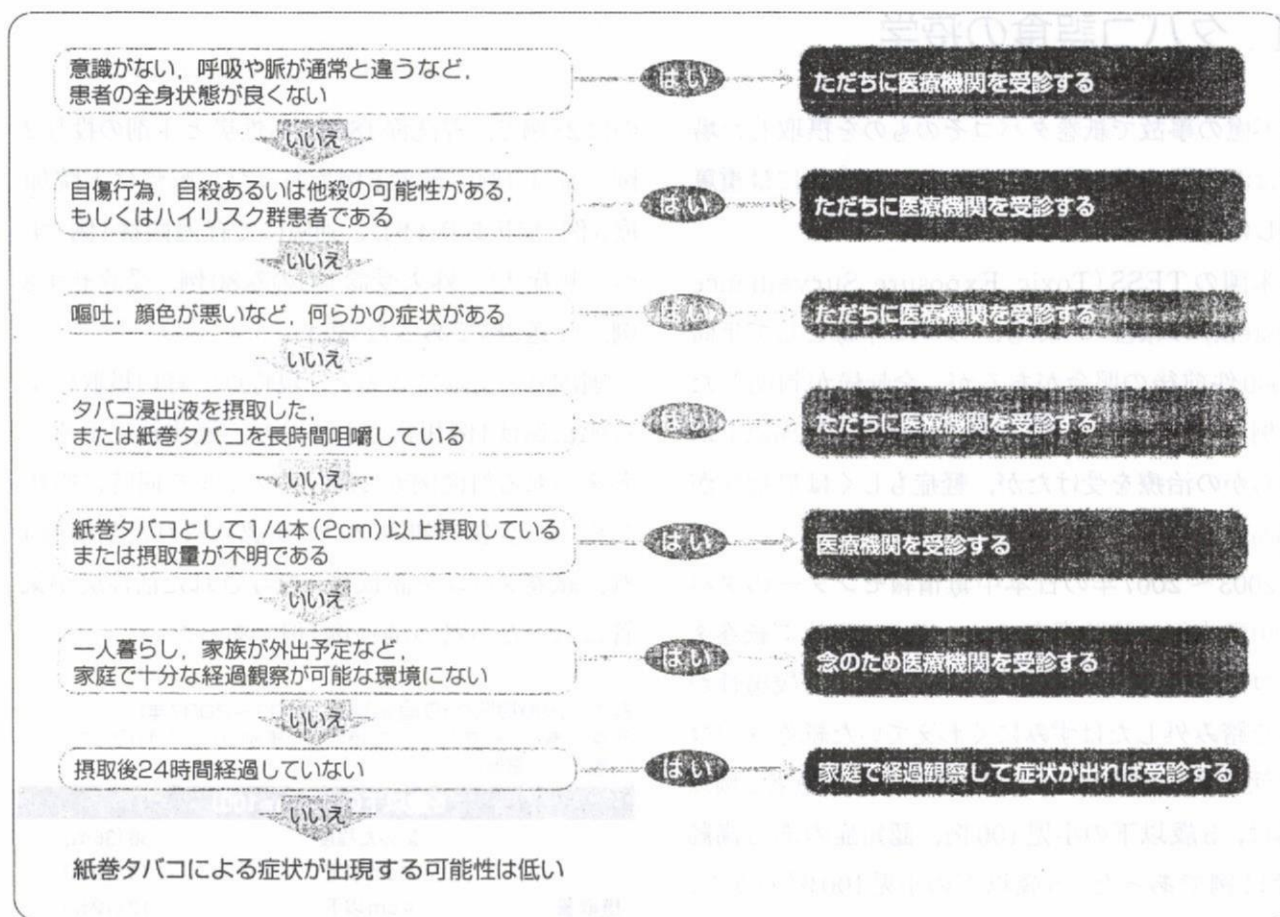 意識がない，呼吸や脈が通常と違うなど，
患者の全身状態が良くない
はい
ただちに医療機関を受診する
いいえ
自傷行為，自殺あるいは他殺の可能性がある，
もしくはハイリスク群患者である
はい
ただちに医療機関を受診する
いいえ
嘔吐，顔色が悪いなど，何らかの症状がある
はい
ただちに医療機関を受診する
いいえ
タバコ浸出液を摂取した，
または紙巻タバコを長時間咀嚼している
はい
ただちに医療機関を受診する
いいえ
紙巻タバコとして1/4本(2cm)以上摂取している
または摂取量が不明である
はい
医療機関を受診する
いいえ
一人暮らし，家族が外出予定など，
家庭で十分な経過観察が可能な環境にない
はい
念のため医療機関を受診する
いいえ
摂取後24時間経過していない
はい
家庭で経過観察して症状が出れば受診する
いいえ
紙巻タバコによる症状が出現する可能性は低い